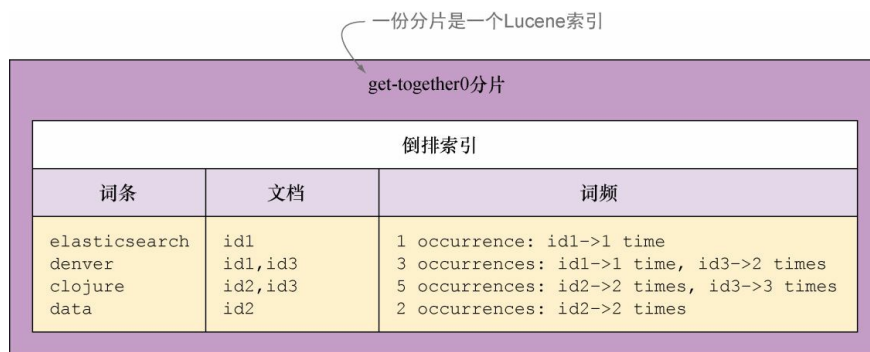 一份分片是一个Lucene索引
get-together0分片
倒排索引
词条 文档 词频
elasticsearch id1 1 occurrence: id1->1 time
denver id1,id3 3 occurrences: id1->1 time, id3->2 times
clojure id2,id3 5 occurrences: id2->2 times, id3->3 times
data id2 2 occurrences: id2->2 times